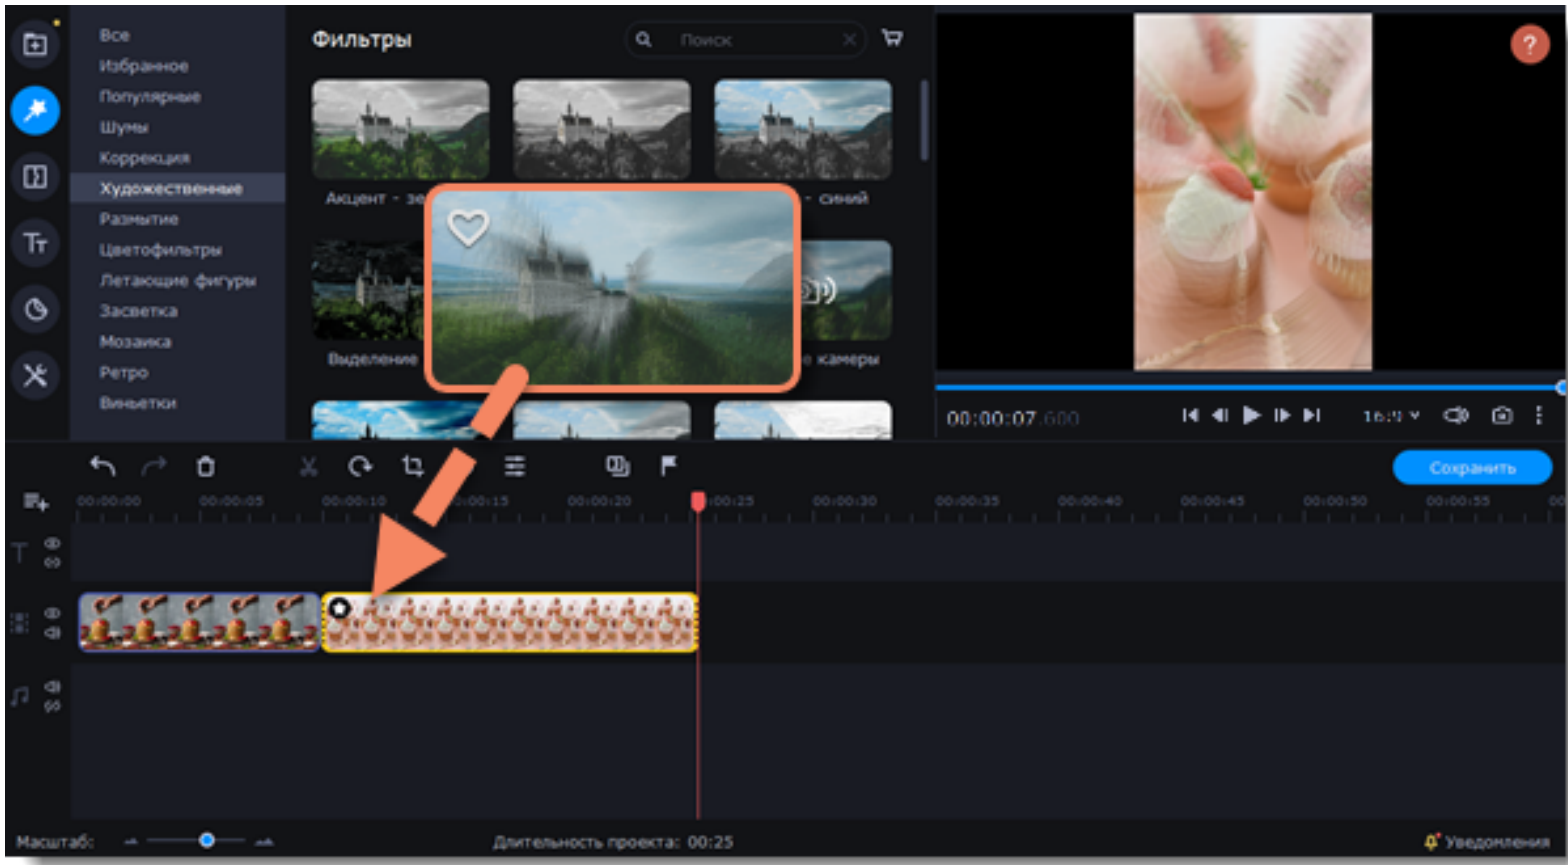 Все
Избранное
Популярные
Шумы
Коррекция
Художественные
Размытие
Цветофильтры
Летающие фигуры
Засветка
Мозаика
Ретро
Виньетки
Фильтры
Поиск
Акцент - зе
- синий
Выделение
е камеры
?
00:00:07.600
16:9
Сохранить
00:00:00 00:00:05 00:00:10 00:00:15 00:00:20 00:00:25 00:00:30 00:00:35 00:00:40 00:00:45 00:00:50 00:00:55
Масштаб:
Длительность проекта: 00:25
Уведомления